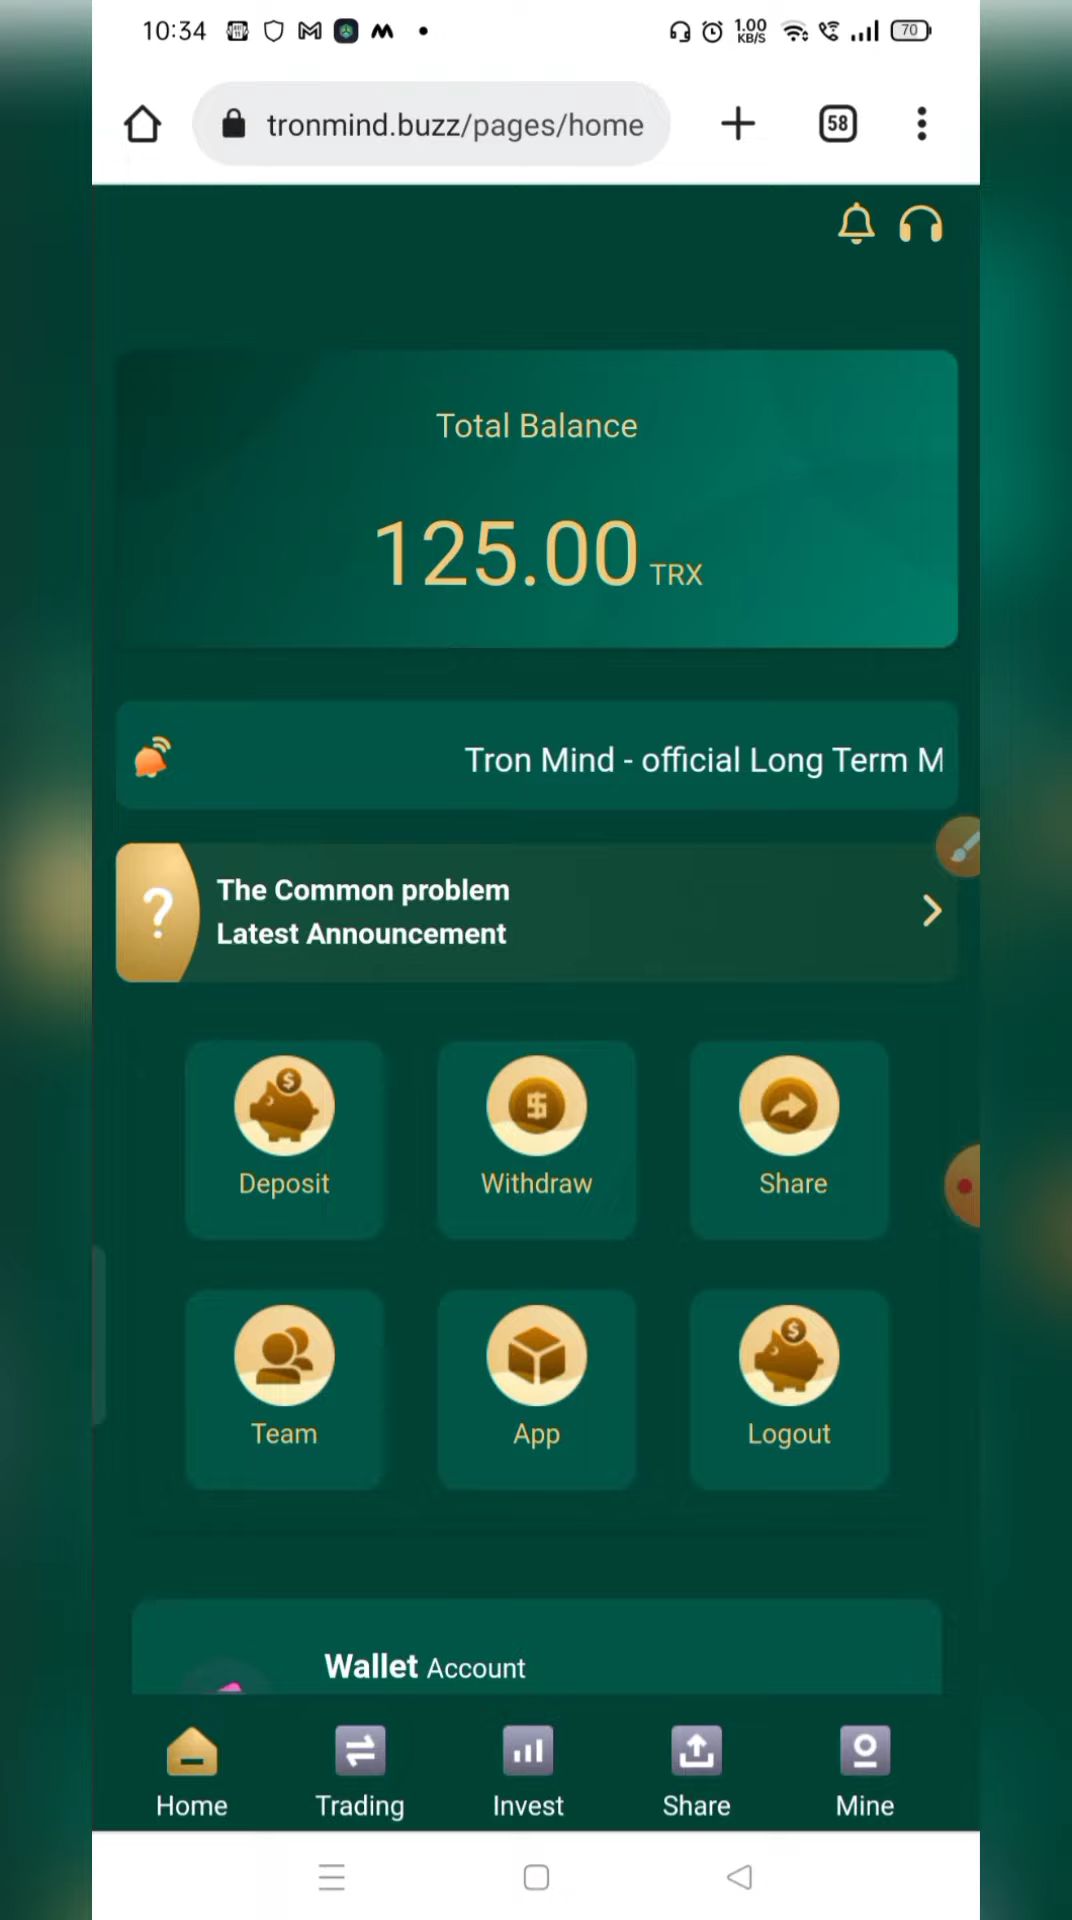 10:34
1.00
KB/S
70
tronmind.buzz/pages/home
58
Total Balance
125.00 TRX
Tron Mind - official Long Term M
?
The Common problem
Latest Announcement
Deposit
Withdraw
Share
Team
App
Logout
Wallet Account
Home
Trading
Invest
Share
Mine